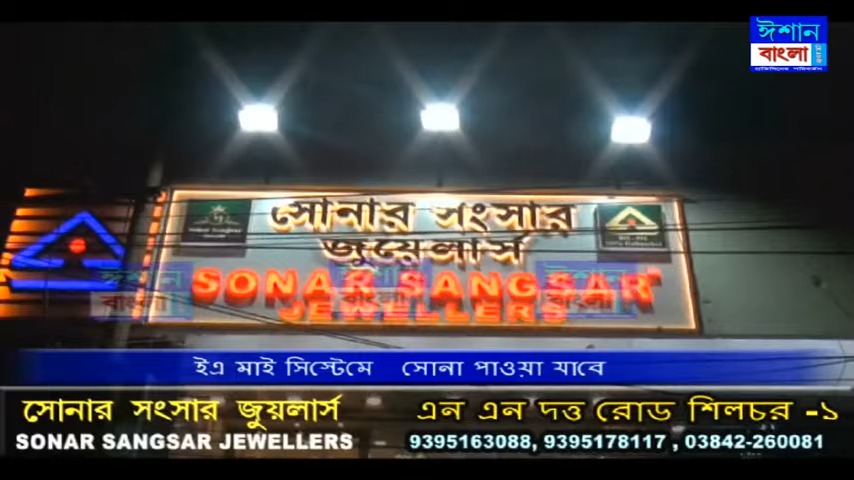 ঈশান
বাংলা
সোনার সংসার
জুয়েলার্স
SONAR SANGSAR
JEWELLERS
ইএ মাই সিস্টেমে সোনা পাওয়া যাবে
সোনার সংসার জুয়লার্স এন এন দত্ত রোড শিলচর -১
SONAR SANGSAR JEWELLERS 9395163088, 9395178117 , 03842-260081